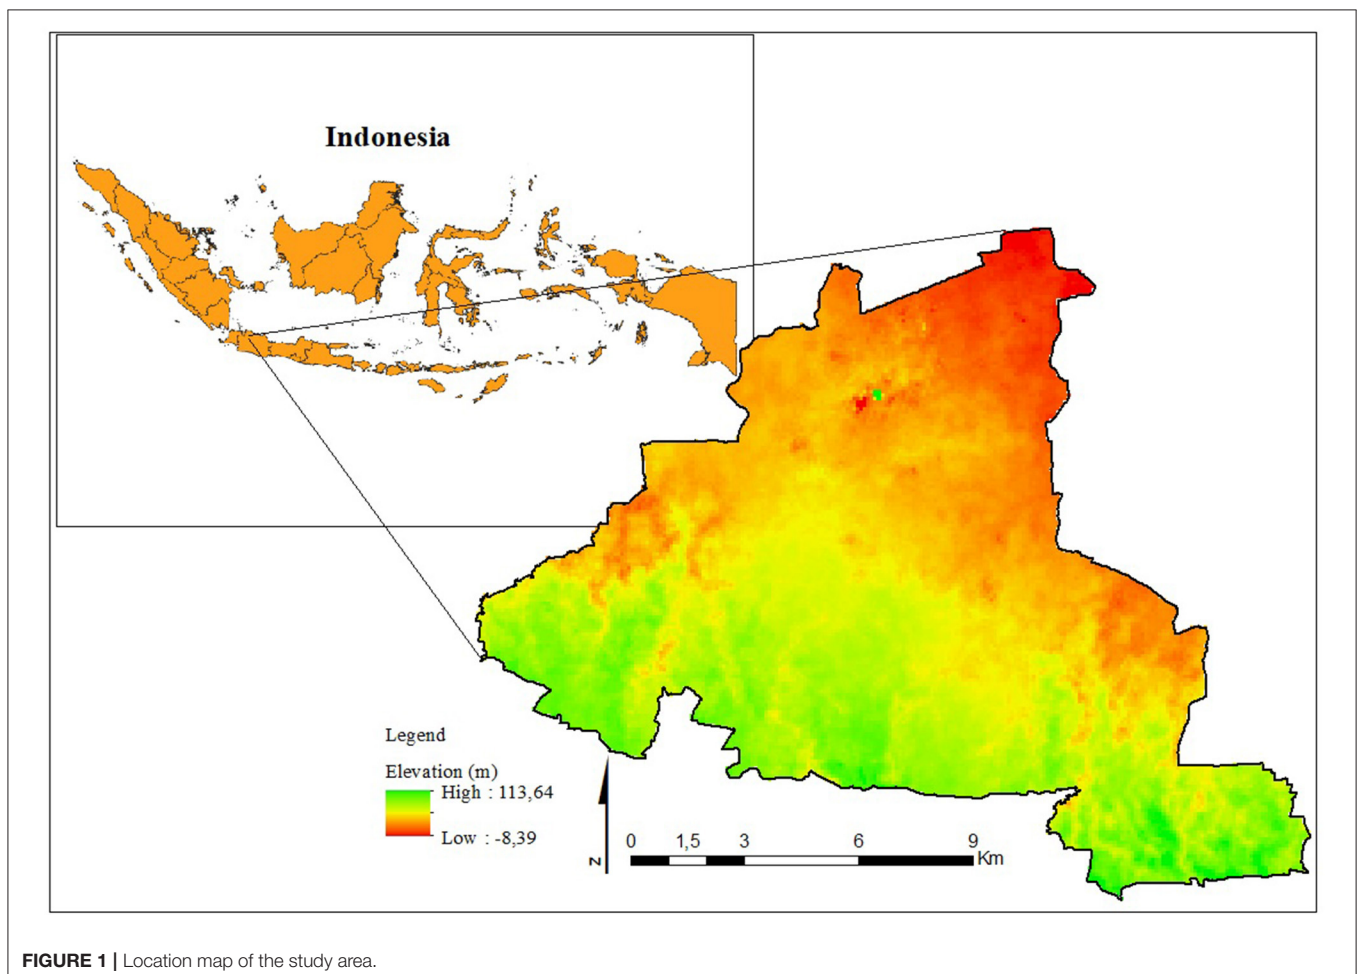 Indonesia
Legend
Elevation (m)
High : 113,64
Low : -8,39
z
0 1,5 3 6 9
Km
FIGURE 1 | Location map of the study area.